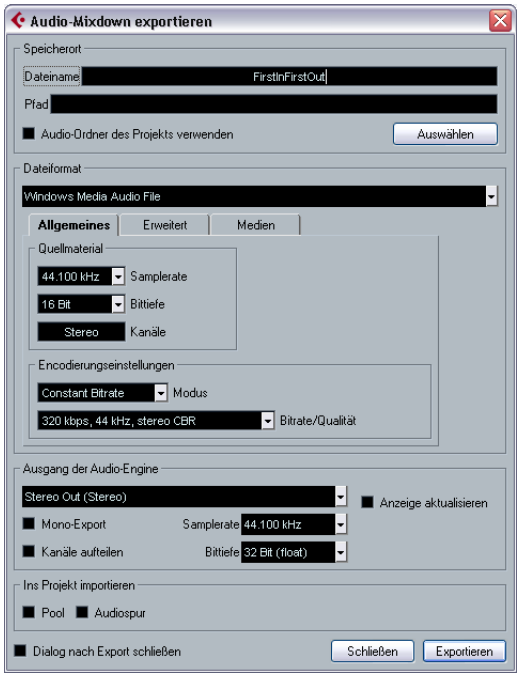 Audio-Mixdown exportieren
Speicherort
Dateiname FirstInFirstOut
Pfad
Audio-Ordner des Projekts verwenden Auswählen
Dateiformat
Windows Media Audio File
Allgemeines Erweitert Medien
Quellmaterial
44.100 kHz Samplerate
16 Bit Bittiefe
Stereo Kanäle
Encodierungseinstellungen
Constant Bitrate Modus
320 kbps, 44 kHz, stereo CBR Bitrate/Qualität
Ausgang der Audio-Engine
Stereo Out (Stereo) Anzeige aktualisieren
Mono-Export Samplerate 44.100 kHz
Kanäle aufteilen Bittiefe 32 Bit (float)
Ins Projekt importieren
Pool Audiospur
Dialog nach Export schließen Schließen Exportieren